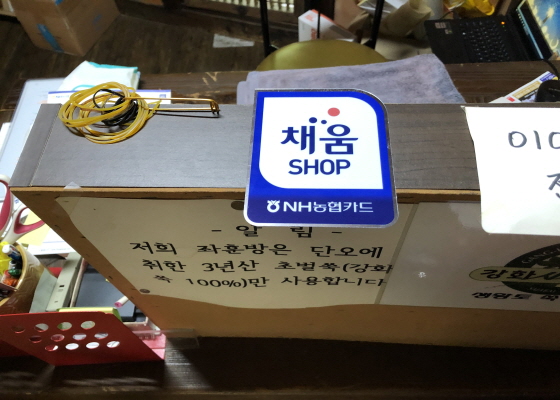 채움
SHOP
NH농협카드
- 알 림 -
저희 좌훈방은 단오에
취한 3년산 초벌쑥(강화
쑥 100%)만 사용합니다
강화